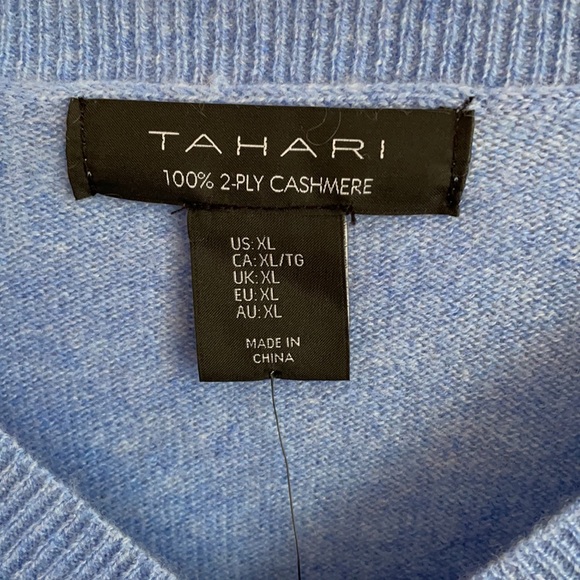 TAHARI
100% 2-PLY CASHMERE
US:XL
CA:XL/TG
UK:XL
EU:XL
AU:XL
MADE IN
CHINA